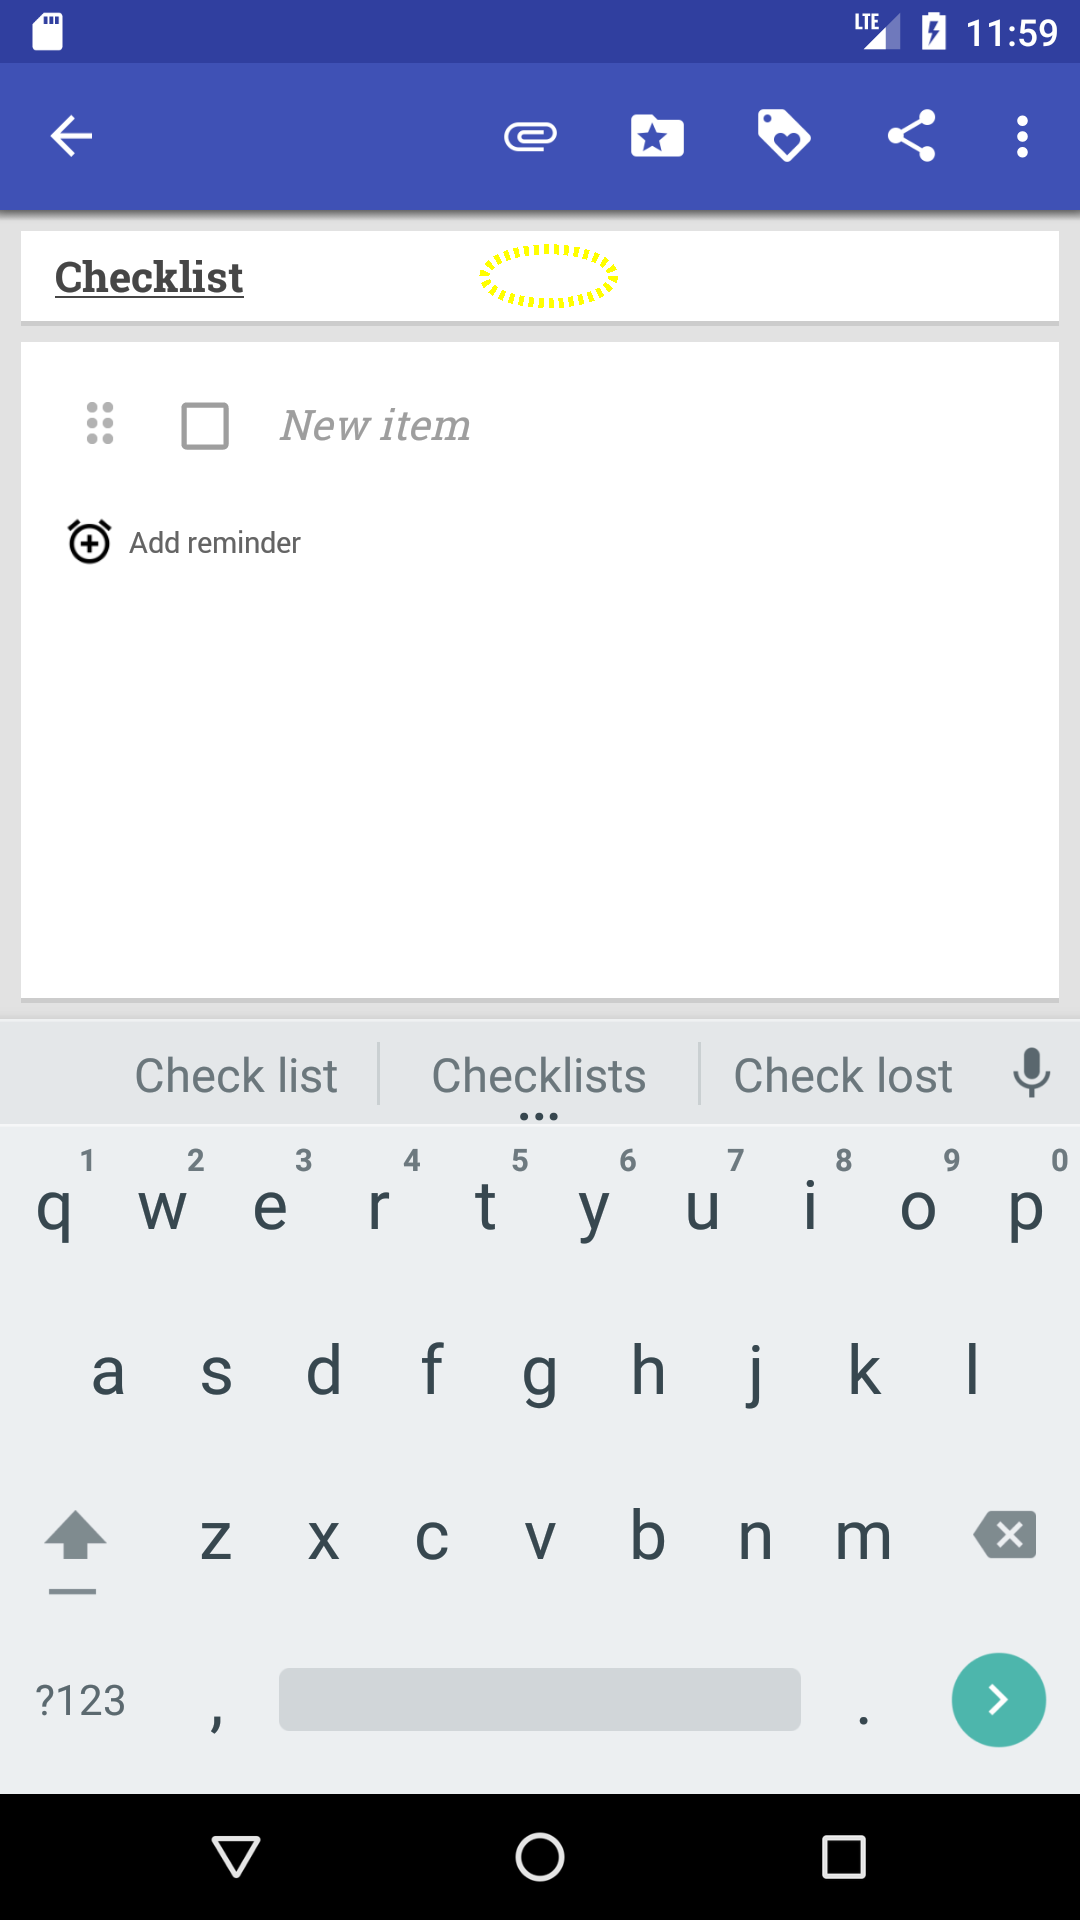 LTE 11:59
Checklist
New item
Add reminder
Check list Checklists Check lost
1 2 3 4 5 6 7 8 9 0
q w e r t y u i o p
a s d f g h j k l
z x c v b n m
?123 , .